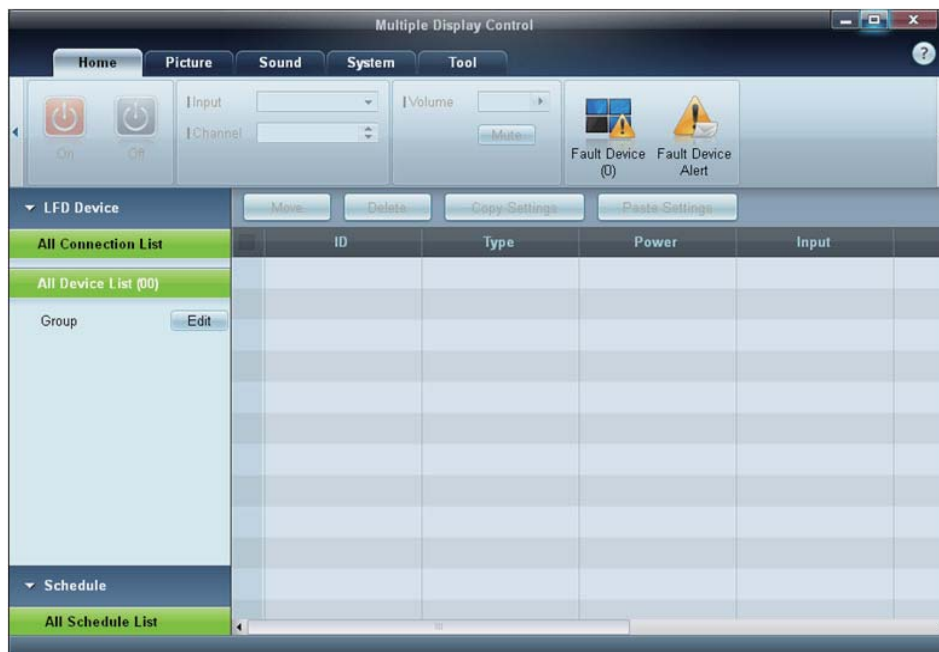 Multiple Display Control
Home Picture Sound System Tool
?
Input
Volume
Channel
Mute
On Off
Fault Device (0)
Fault Device Alert
LFD Device
Move Delete Copy Settings Paste Settings
All Connection List
ID Type Power Input
All Device List (00)
Group Edit
Schedule
All Schedule List